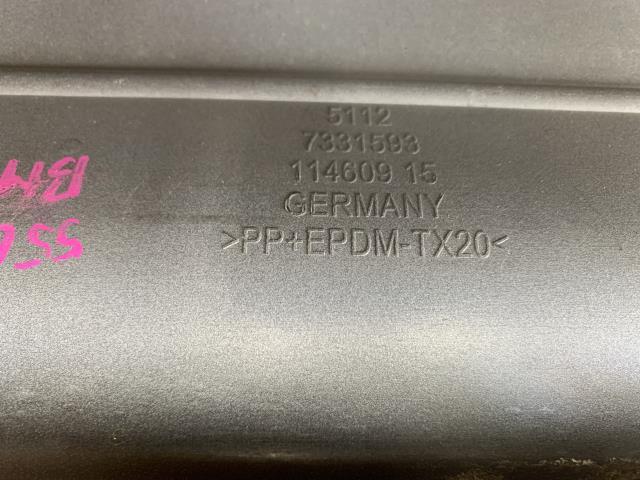 5112
7331593
114609 15
GERMANY
>PP+EPDM-TX20<